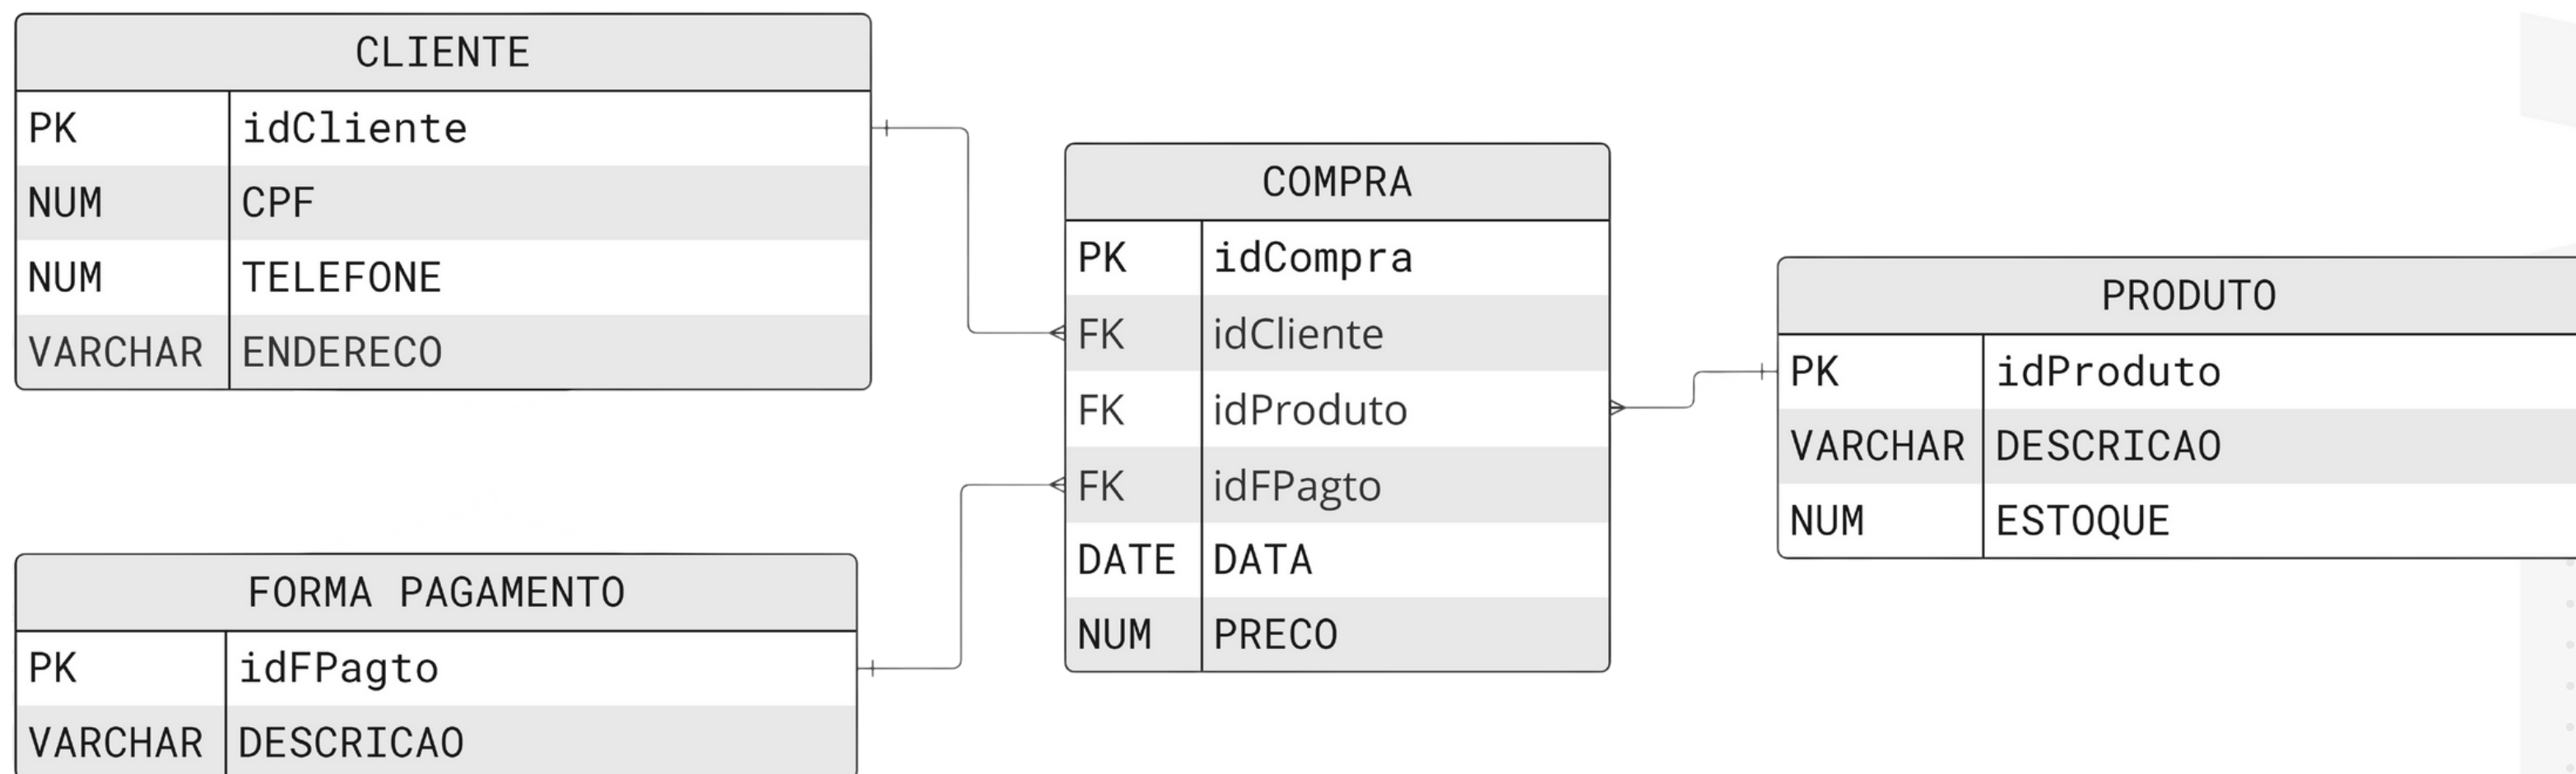 CLIENTE
PK idCliente
NUM CPF
NUM TELEFONE
VARCHAR ENDERECO
FORMA PAGAMENTO
PK idFPagto
VARCHAR DESCRICAO
COMPRA
PK idCompra
FK idCliente
FK idProduto
FK idFPagto
DATE DATA
NUM PRECO
PRODUTO
PK idProduto
VARCHAR DESCRICAO
NUM ESTOQUE